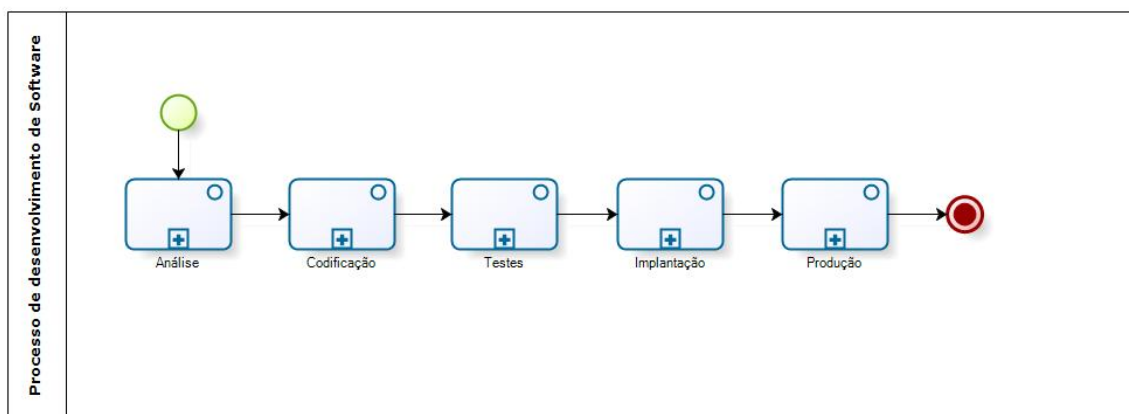 Processo de desenvolvimento de Software
Análise
Codificação
Testes
Implantação
Produção